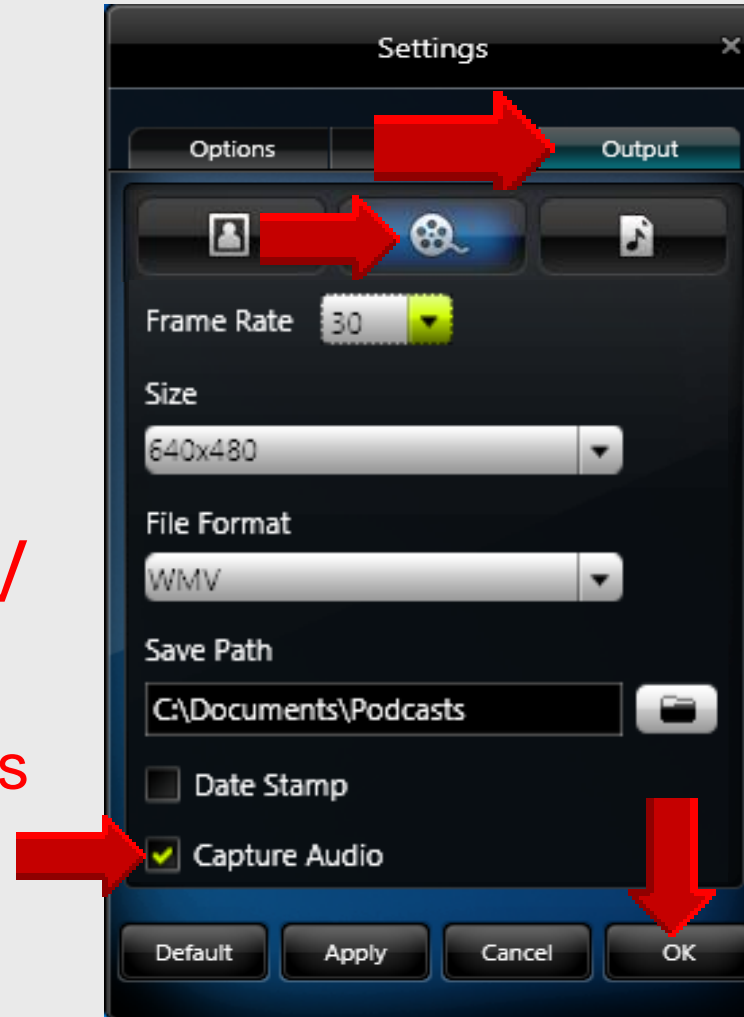 Settings
Options Output
Frame Rate 30
Size
640x480
File Format
/
WMV
Save Path
C:\Documents\Podcasts
s
Date Stamp
Capture Audio
Default Apply Cancel OK